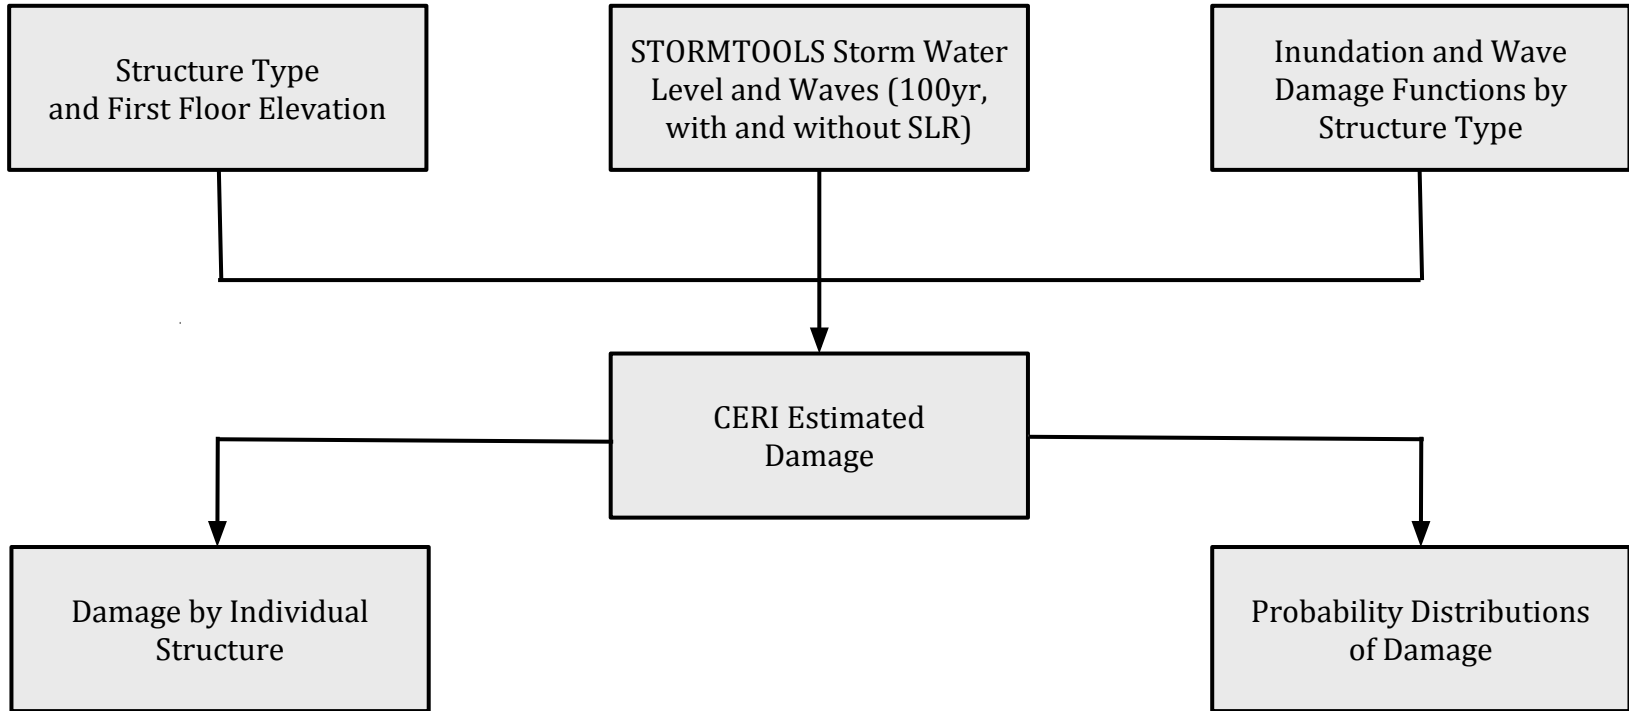 Structure Type
and First Floor Elevation
STORMTOOLS Storm Water
Level and Waves (100yr,
with and without SLR)
Inundation and Wave
Damage Functions by
Structure Type
CERI Estimated
Damage
Damage by Individual
Structure
Probability Distributions
of Damage